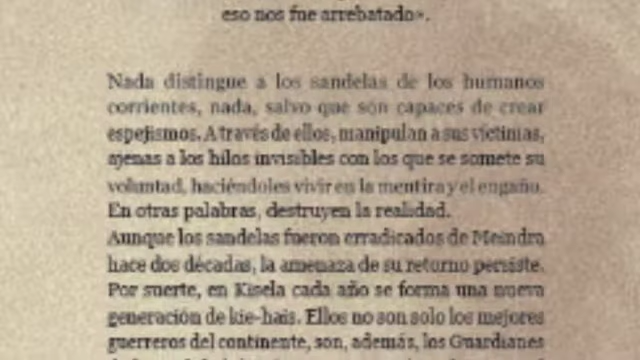 eso nos fue arrebatado».
Nada distingue a los sandelas de los humanos
corrientes, nada, salvo que son capaces de crear
espejismos. A través de ellos, manipulan a sus víctimas,
ajenas a los hilos invisibles con los que se somete su
voluntad, haciéndoles vivir en la mentira y el engaño.
En otras palabras, destruyen la realidad.
Aunque los sandelas fueron erradicados de Meindra
hace dos décadas, la amenaza de su retorno persiste.
Por suerte, en Kisela cada año se forma una nueva
generación de kie-hais. Ellos no son solo los mejores
guerreros del continente, son, además, los Guardianes